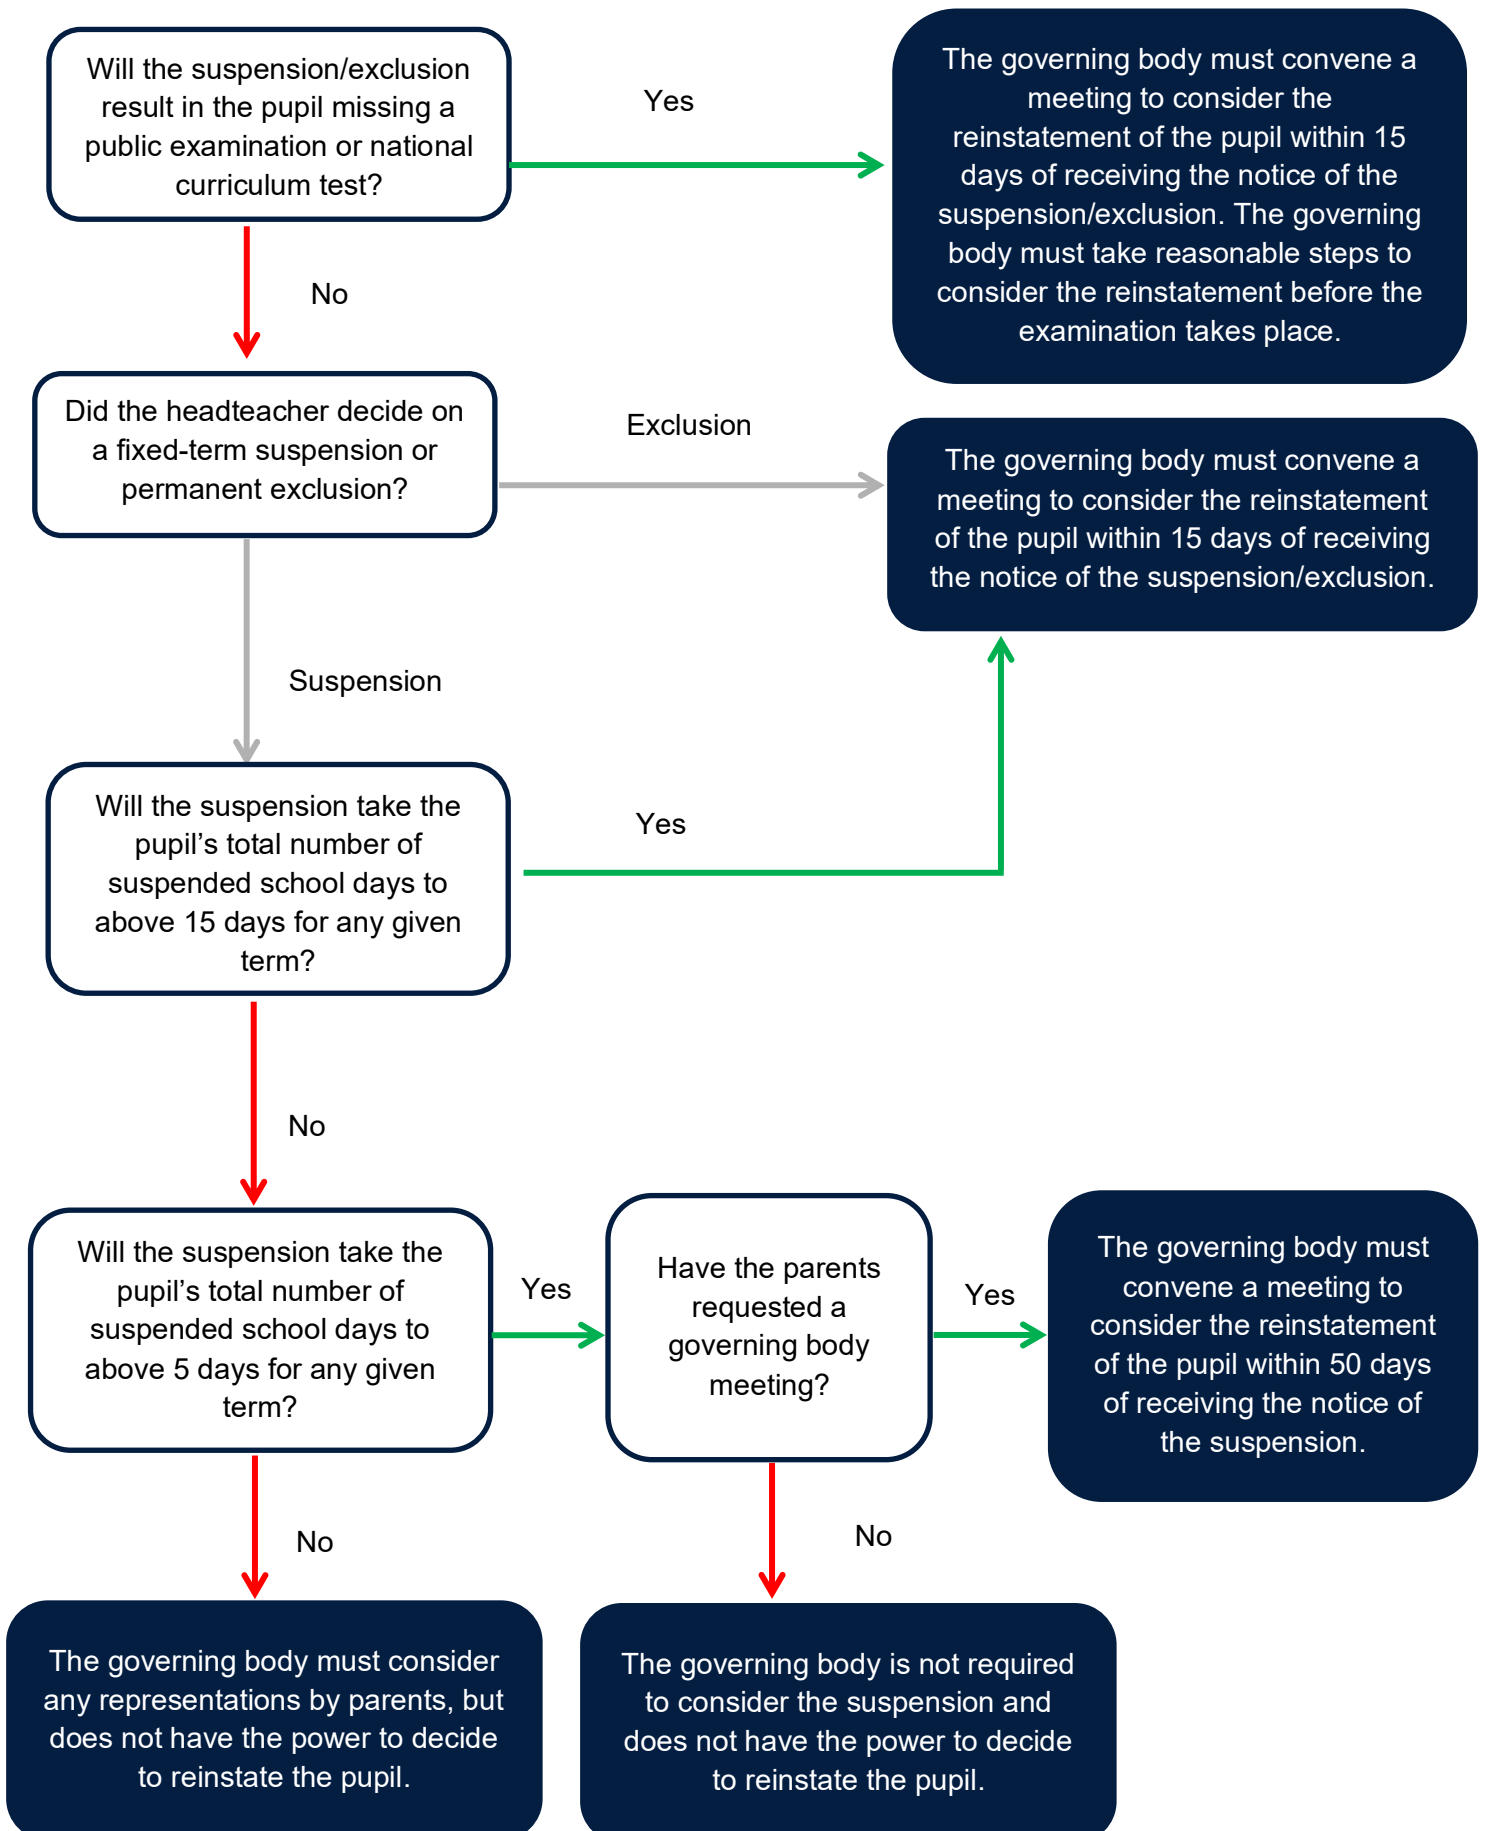 Will the suspension/exclusion
result in the pupil missing a
public examination or national
curriculum test?
Yes
The governing body must convene a
meeting to consider the
reinstatement of the pupil within 15
days of receiving the notice of the
suspension/exclusion. The governing
body must take reasonable steps to
consider the reinstatement before the
examination takes place.
No
Did the headteacher decide on
a fixed-term suspension or
permanent exclusion?
Exclusion
The governing body must convene a
meeting to consider the reinstatement
of the pupil within 15 days of receiving
the notice of the suspension/exclusion.
Suspension
Will the suspension take the
pupil’s total number of
suspended school days to
above 15 days for any given
term?
Yes
No
Will the suspension take the
pupil’s total number of
suspended school days to
above 5 days for any given
term?
Yes
Have the parents
requested a
governing body
meeting?
Yes
The governing body must
convene a meeting to
consider the reinstatement
of the pupil within 50 days
of receiving the notice of
the suspension.
No
No
The governing body must consider
any representations by parents, but
does not have the power to decide
to reinstate the pupil.
The governing body is not required
to consider the suspension and
does not have the power to decide
to reinstate the pupil.